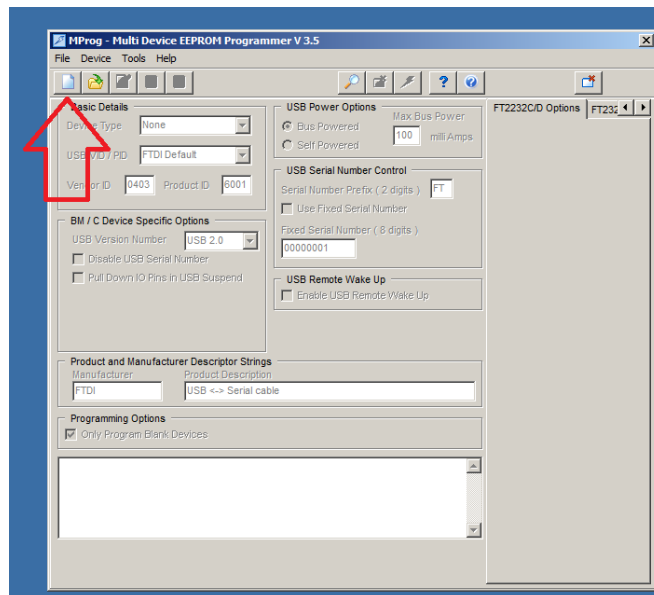 MProg - Multi Device EEPROM Programmer V 3.5
File Device Tools Help
Basic Details
Device Type None
USB VID / PID FTDI Default
Vendor ID 0403 Product ID 6001
BM / C Device Specific Options
USB Version Number USB 2.0
Disable USB Serial Number
Pull Down IO Pins in USB Suspend
USB Power Options
Max Bus Power
Bus Powered
100 milli Amps
Self Powered
USB Serial Number Control
Serial Number Prefix ( 2 digits ) FT
Use Fixed Serial Number
Fixed Serial Number ( 8 digits )
00000001
USB Remote Wake Up
Enable USB Remote Wake Up
FT2232C/D Options FT232
Product and Manufacturer Descriptor Strings
Manufacturer Product Description
FTDI USB <-> Serial cable
Programming Options
Only Program Blank Devices